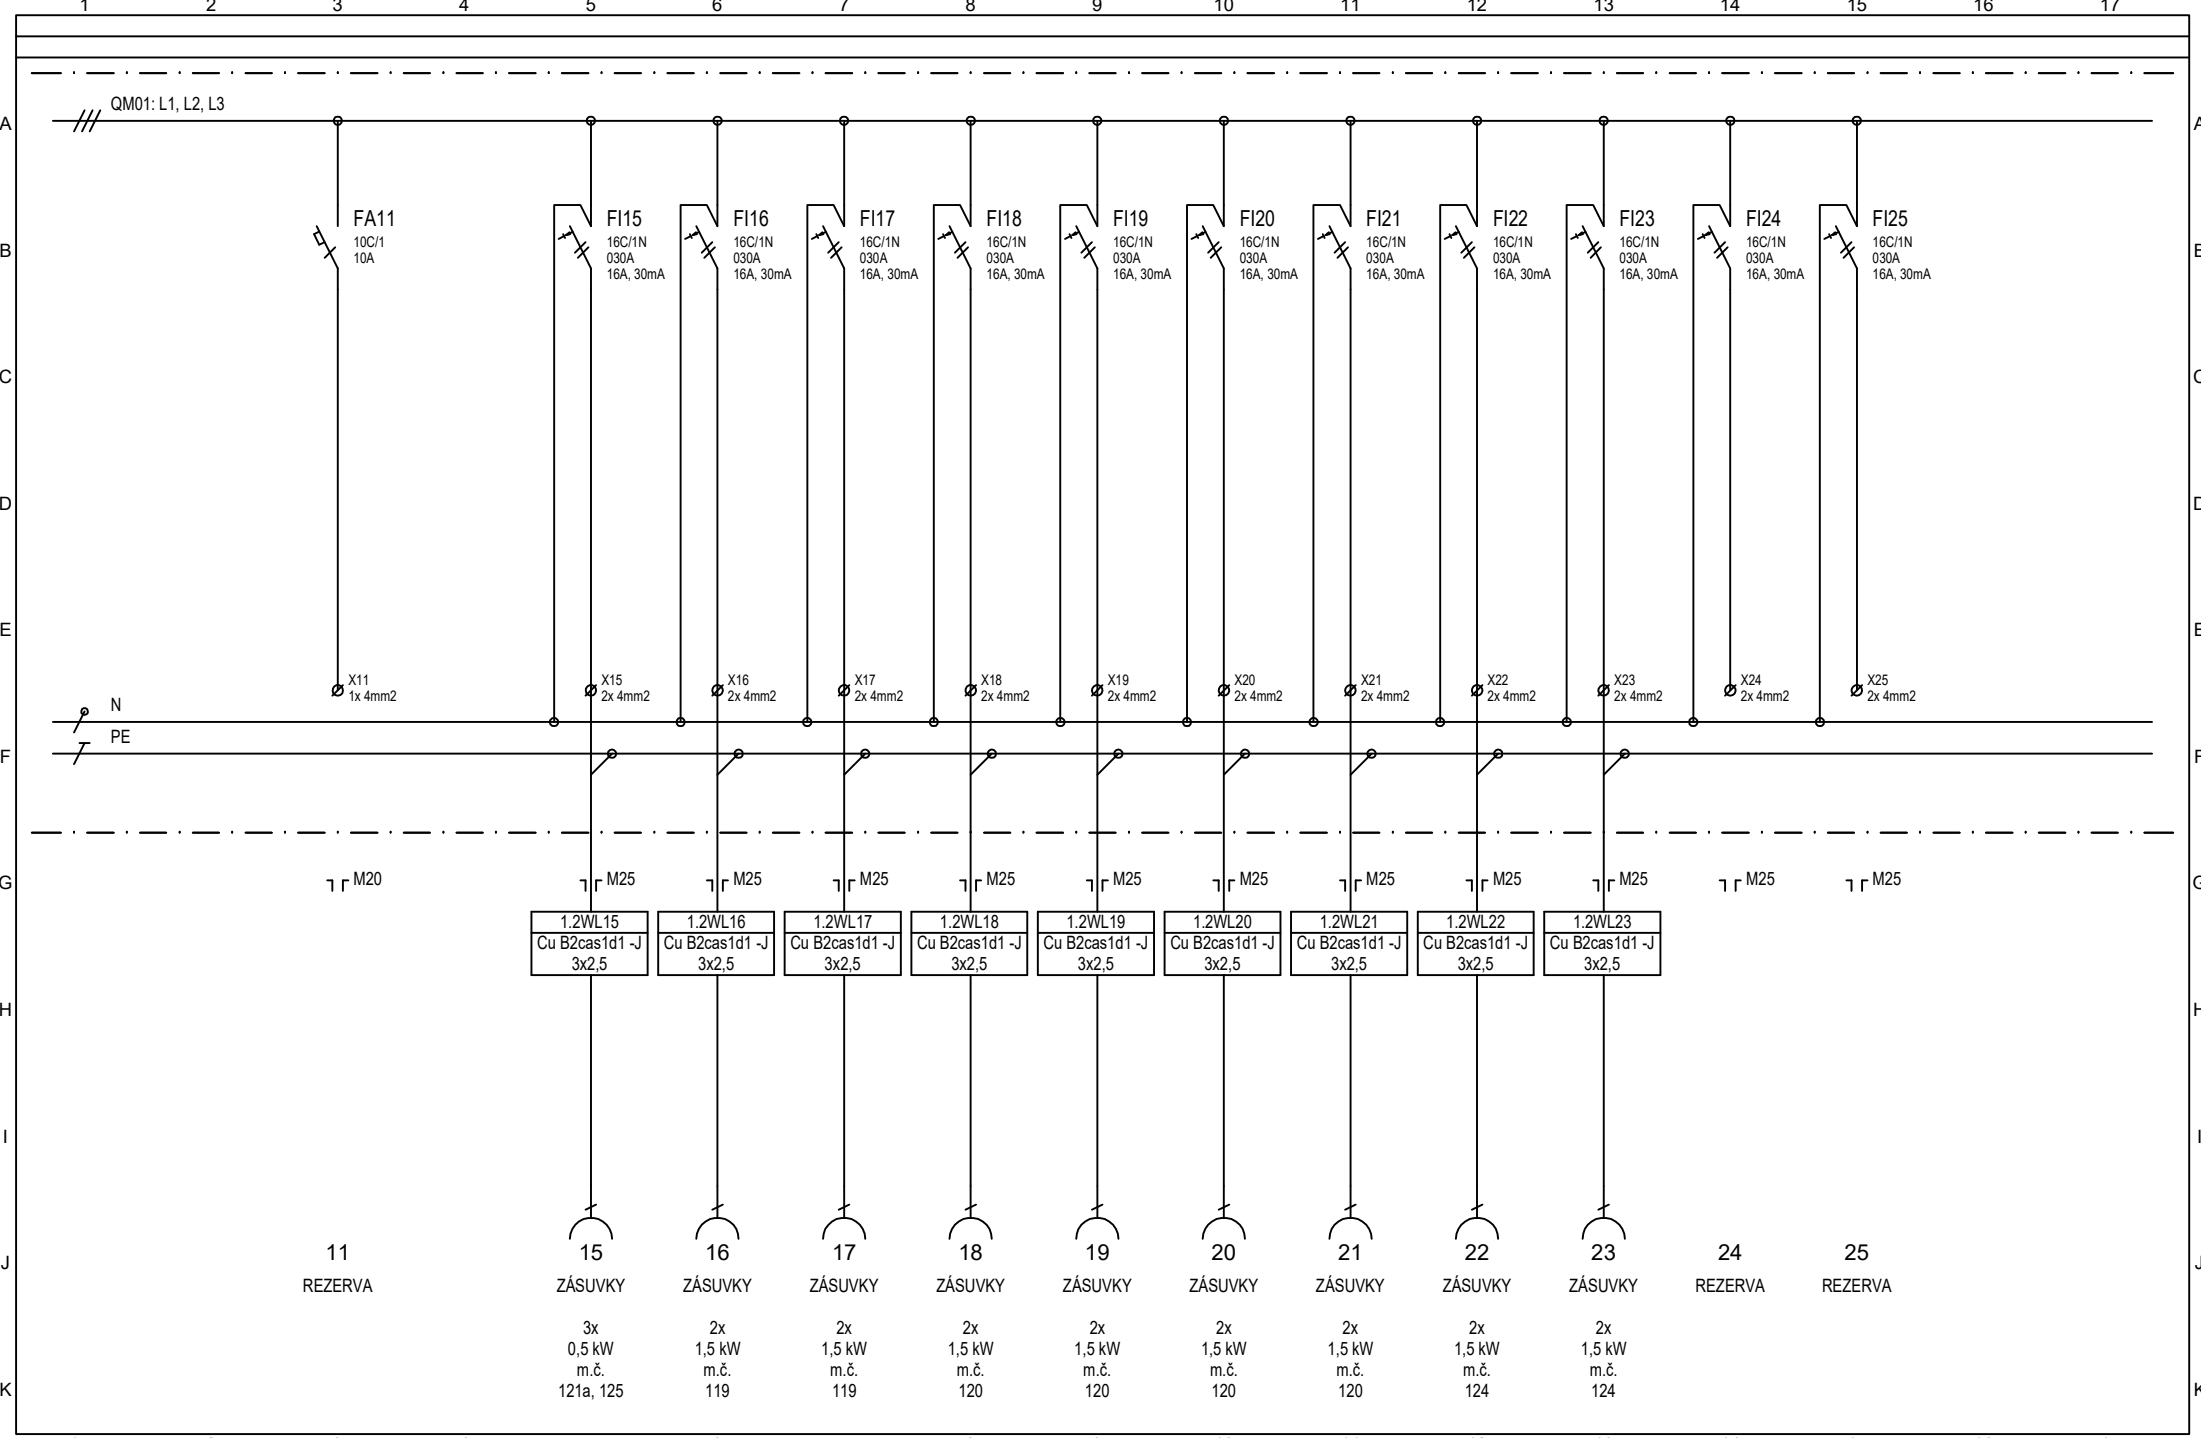 1 2 3 4 5 6 7 8 9 10 11 12 13 14 15 16 17
QM01: L1, L2, L3
A A
FA11 FI15 FI16 FI17 FI18 FI19 FI20 FI21 FI22 FI23 FI24 FI25
10C/1 16C/1N 16C/1N 16C/1N 16C/1N 16C/1N 16C/1N 16C/1N 16C/1N 16C/1N 16C/1N 16C/1N
B 10A 030A 030A 030A 030A 030A 030A 030A 030A 030A 030A 030A B
16A, 30mA 16A, 30mA 16A, 30mA 16A, 30mA 16A, 30mA 16A, 30mA 16A, 30mA 16A, 30mA 16A, 30mA 16A, 30mA 16A, 30mA
C C
D D
E E
X11 X15 X16 X17 X18 X19 X20 X21 X22 X23 X24 X25
1x 4mm2 2x 4mm2 2x 4mm2 2x 4mm2 2x 4mm2 2x 4mm2 2x 4mm2 2x 4mm2 2x 4mm2 2x 4mm2 2x 4mm2 2x 4mm2
N
PE
F F
G M20 M25 M25 M25 M25 M25 M25 M25 M25 M25 M25 M25 G
1.2WL15 1.2WL16 1.2WL17 1.2WL18 1.2WL19 1.2WL20 1.2WL21 1.2WL22 1.2WL23
Cu B2cas1d1 -J Cu B2cas1d1 -J Cu B2cas1d1 -J Cu B2cas1d1 -J Cu B2cas1d1 -J Cu B2cas1d1 -J Cu B2cas1d1 -J Cu B2cas1d1 -J Cu B2cas1d1 -J
3x2,5 3x2,5 3x2,5 3x2,5 3x2,5 3x2,5 3x2,5 3x2,5 3x2,5
H H
I I
11 15 16 17 18 19 20 21 22 23 24 25
J J
REZERVA ZÁSUVKY ZÁSUVKY ZÁSUVKY ZÁSUVKY ZÁSUVKY ZÁSUVKY ZÁSUVKY ZÁSUVKY ZÁSUVKY REZERVA REZERVA
3x 2x 2x 2x 2x 2x 2x 2x 2x
0,5 kW 1,5 kW 1,5 kW 1,5 kW 1,5 kW 1,5 kW 1,5 kW 1,5 kW 1,5 kW
m.č. m.č. m.č. m.č. m.č. m.č. m.č. m.č. m.č.
K 121a, 125 119 119 120 120 120 120 124 124 K